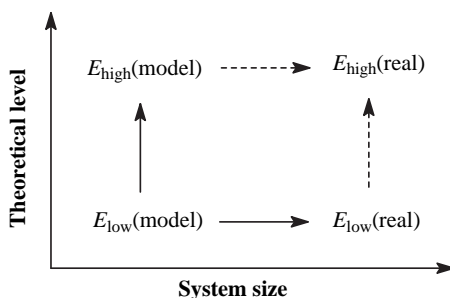 E_high(model)
E_high(real)
Theoretical level
E_low(model)
E_low(real)
System size